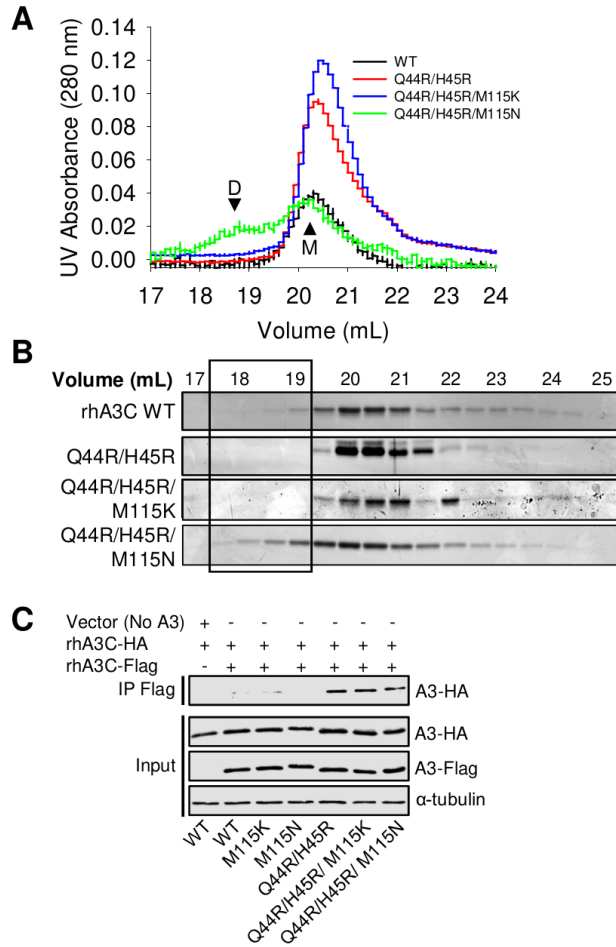 A
UV Absorbance (280 nm)
0.14
0.12
0.10
0.08
0.06
0.04
0.02
0.00
WT
Q44R/H45R
Q44R/H45R/M115K
Q44R/H45R/M115N
D
M
17 18 19 20 21 22 23 24
Volume (mL)
B
Volume (mL) 17 18 19 20 21 22 23 24 25
rhA3C WT
Q44R/H45R
Q44R/H45R/
M115K
Q44R/H45R/
M115N
C
Vector (No A3) + - - - - - -
rhA3C-HA + + + + + + +
rhA3C-Flag - + + + + + +
IP Flag A3-HA
A3-HA
Input A3-Flag
α-tubulin
WT
WT
M115K
M115N
Q44R/H45R
Q44R/H45R/ M115K
Q44R/H45R/ M115N